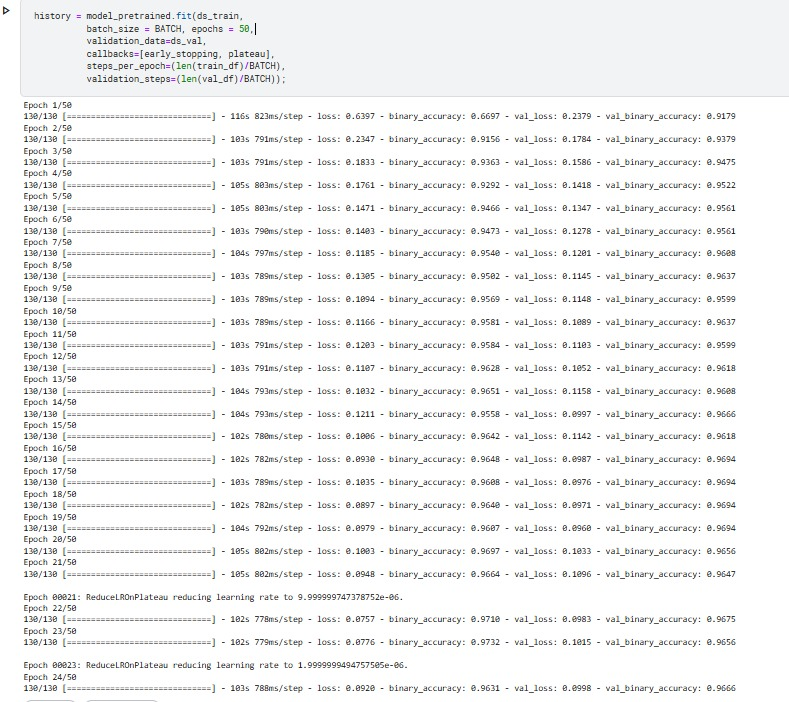 history = model_pretrained.fit(ds_train,
batch_size = BATCH, epochs = 50,
validation_data=ds_val,
callbacks=[early_stopping, plateau],
steps_per_epoch=(len(train_df)/BATCH),
validation_steps=(len(val_df)/BATCH));
Epoch 1/50
130/130 [==============================] - 116s 823ms/step - loss: 0.6397 - binary_accuracy: 0.6697 - val_loss: 0.2379 - val_binary_accuracy: 0.9179
Epoch 2/50
130/130 [==============================] - 103s 791ms/step - loss: 0.2347 - binary_accuracy: 0.9156 - val_loss: 0.1784 - val_binary_accuracy: 0.9379
Epoch 3/50
130/130 [==============================] - 103s 791ms/step - loss: 0.1833 - binary_accuracy: 0.9363 - val_loss: 0.1586 - val_binary_accuracy: 0.9475
Epoch 4/50
130/130 [==============================] - 105s 803ms/step - loss: 0.1761 - binary_accuracy: 0.9292 - val_loss: 0.1418 - val_binary_accuracy: 0.9522
Epoch 5/50
130/130 [==============================] - 105s 803ms/step - loss: 0.1471 - binary_accuracy: 0.9466 - val_loss: 0.1347 - val_binary_accuracy: 0.9561
Epoch 6/50
130/130 [==============================] - 103s 790ms/step - loss: 0.1403 - binary_accuracy: 0.9473 - val_loss: 0.1278 - val_binary_accuracy: 0.9561
Epoch 7/50
130/130 [==============================] - 104s 797ms/step - loss: 0.1185 - binary_accuracy: 0.9540 - val_loss: 0.1201 - val_binary_accuracy: 0.9608
Epoch 8/50
130/130 [==============================] - 103s 789ms/step - loss: 0.1305 - binary_accuracy: 0.9502 - val_loss: 0.1145 - val_binary_accuracy: 0.9637
Epoch 9/50
130/130 [==============================] - 103s 789ms/step - loss: 0.1094 - binary_accuracy: 0.9569 - val_loss: 0.1148 - val_binary_accuracy: 0.9599
Epoch 10/50
130/130 [==============================] - 103s 789ms/step - loss: 0.1166 - binary_accuracy: 0.9581 - val_loss: 0.1089 - val_binary_accuracy: 0.9637
Epoch 11/50
130/130 [==============================] - 103s 791ms/step - loss: 0.1203 - binary_accuracy: 0.9584 - val_loss: 0.1103 - val_binary_accuracy: 0.9599
Epoch 12/50
130/130 [==============================] - 103s 791ms/step - loss: 0.1107 - binary_accuracy: 0.9628 - val_loss: 0.1052 - val_binary_accuracy: 0.9618
Epoch 13/50
130/130 [==============================] - 104s 793ms/step - loss: 0.1032 - binary_accuracy: 0.9651 - val_loss: 0.1158 - val_binary_accuracy: 0.9608
Epoch 14/50
130/130 [==============================] - 104s 793ms/step - loss: 0.1211 - binary_accuracy: 0.9558 - val_loss: 0.0997 - val_binary_accuracy: 0.9666
Epoch 15/50
130/130 [==============================] - 102s 780ms/step - loss: 0.1006 - binary_accuracy: 0.9642 - val_loss: 0.1142 - val_binary_accuracy: 0.9618
Epoch 16/50
130/130 [==============================] - 102s 782ms/step - loss: 0.0930 - binary_accuracy: 0.9648 - val_loss: 0.0987 - val_binary_accuracy: 0.9694
Epoch 17/50
130/130 [==============================] - 103s 789ms/step - loss: 0.1035 - binary_accuracy: 0.9608 - val_loss: 0.0976 - val_binary_accuracy: 0.9694
Epoch 18/50
130/130 [==============================] - 102s 782ms/step - loss: 0.0897 - binary_accuracy: 0.9640 - val_loss: 0.0971 - val_binary_accuracy: 0.9694
Epoch 19/50
130/130 [==============================] - 104s 792ms/step - loss: 0.0979 - binary_accuracy: 0.9607 - val_loss: 0.0960 - val_binary_accuracy: 0.9694
Epoch 20/50
130/130 [==============================] - 105s 802ms/step - loss: 0.1003 - binary_accuracy: 0.9697 - val_loss: 0.1033 - val_binary_accuracy: 0.9656
Epoch 21/50
130/130 [==============================] - 105s 802ms/step - loss: 0.0948 - binary_accuracy: 0.9664 - val_loss: 0.1096 - val_binary_accuracy: 0.9647
Epoch 00021: ReduceLROnPlateau reducing learning rate to 9.999999747378752e-06.
Epoch 22/50
130/130 [==============================] - 102s 778ms/step - loss: 0.0757 - binary_accuracy: 0.9710 - val_loss: 0.0983 - val_binary_accuracy: 0.9675
Epoch 23/50
130/130 [==============================] - 102s 779ms/step - loss: 0.0776 - binary_accuracy: 0.9732 - val_loss: 0.1015 - val_binary_accuracy: 0.9656
Epoch 00023: ReduceLROnPlateau reducing learning rate to 1.9999999494757505e-06.
Epoch 24/50
130/130 [==============================] - 103s 788ms/step - loss: 0.0920 - binary_accuracy: 0.9631 - val_loss: 0.0998 - val_binary_accuracy: 0.9666